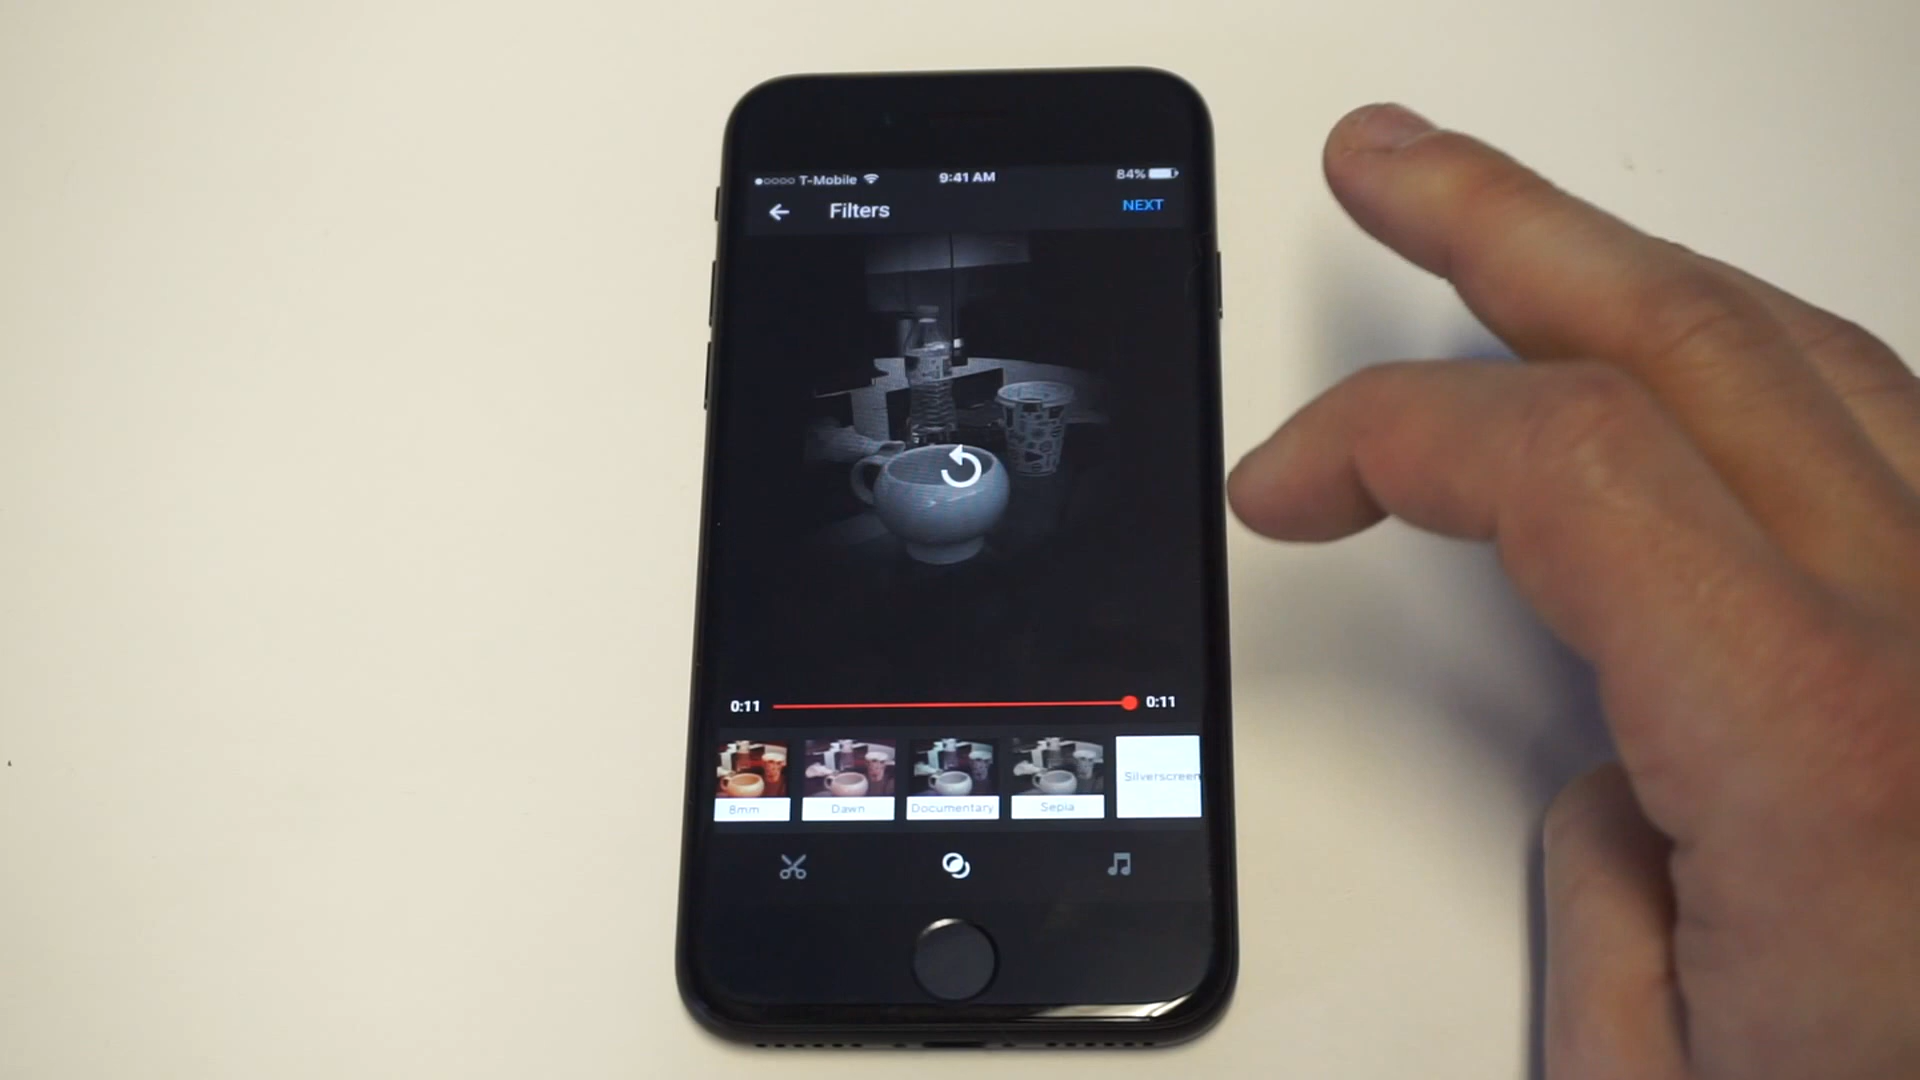 T-Mobile 9:41 AM 84%
Filters NEXT
0:11 0:11
8mm Dawn Documentary Sepia Silverscreen